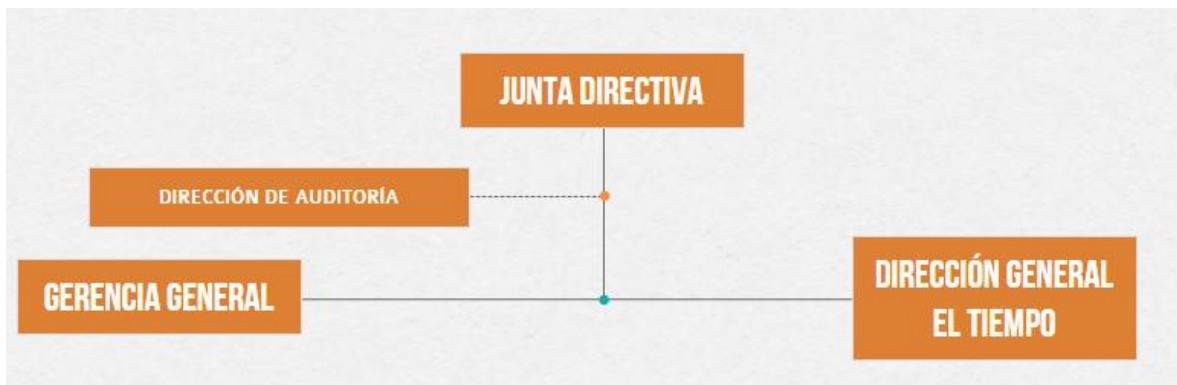 JUNTA DIRECTIVA
DIRECCIÓN DE AUDITORÍA
GERENCIA GENERAL
DIRECCIÓN GENERAL
EL TIEMPO